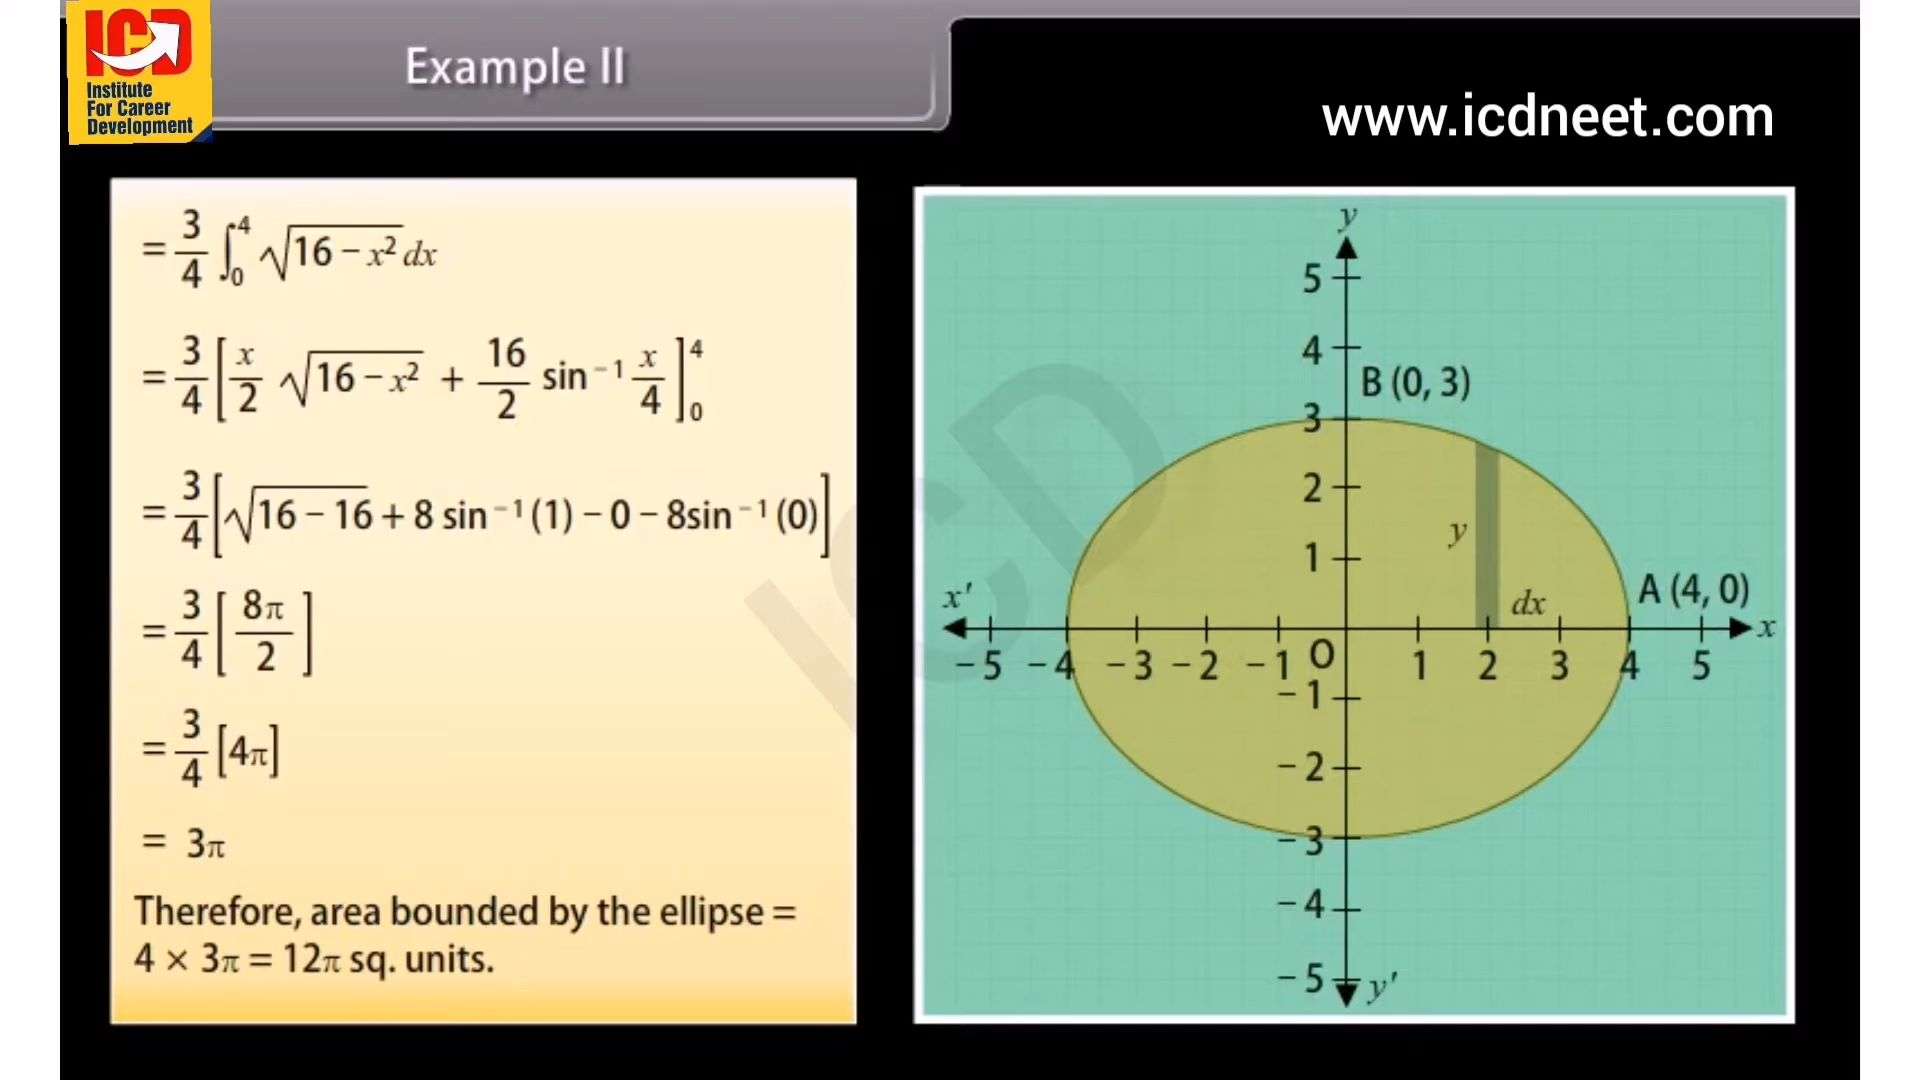 ICD
Institute
For Career
Development
Example II
www.icdneet.com
= 3/4 ∫₀⁴ √(16 − x²) dx
= 3/4 [x/2 √(16 − x²) + 16/2 sin⁻¹ x/4]₀⁴
= 3/4 [√(16 − 16) + 8 sin⁻¹ (1) − 0 − 8sin⁻¹ (0)]
= 3/4 [8π/2]
= 3/4 [4π]
= 3π
Therefore, area bounded by the ellipse =
4 × 3π = 12π sq. units.
ICD
y
5
4
B (0, 3)
3
2
y
1
dx
A (4, 0)
x′
x
−5 −4 −3 −2 −1 O 1 2 3 4 5
−1
−2
−3
−4
−5
y′